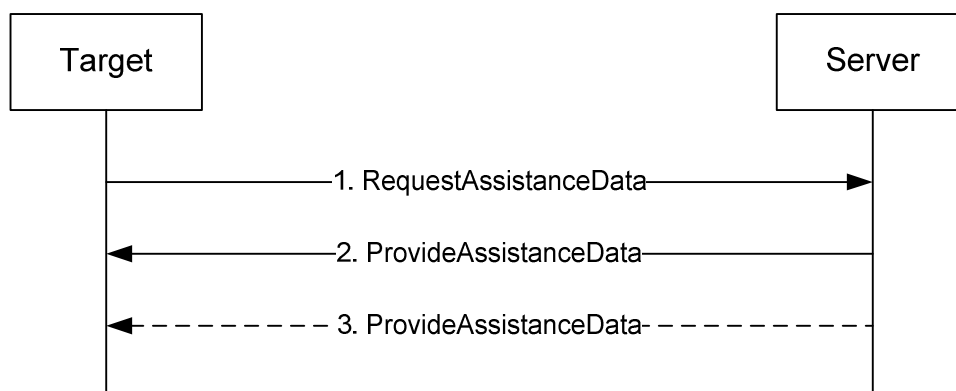 Target
Server
1. RequestAssistanceData
2. ProvideAssistanceData
3. ProvideAssistanceData